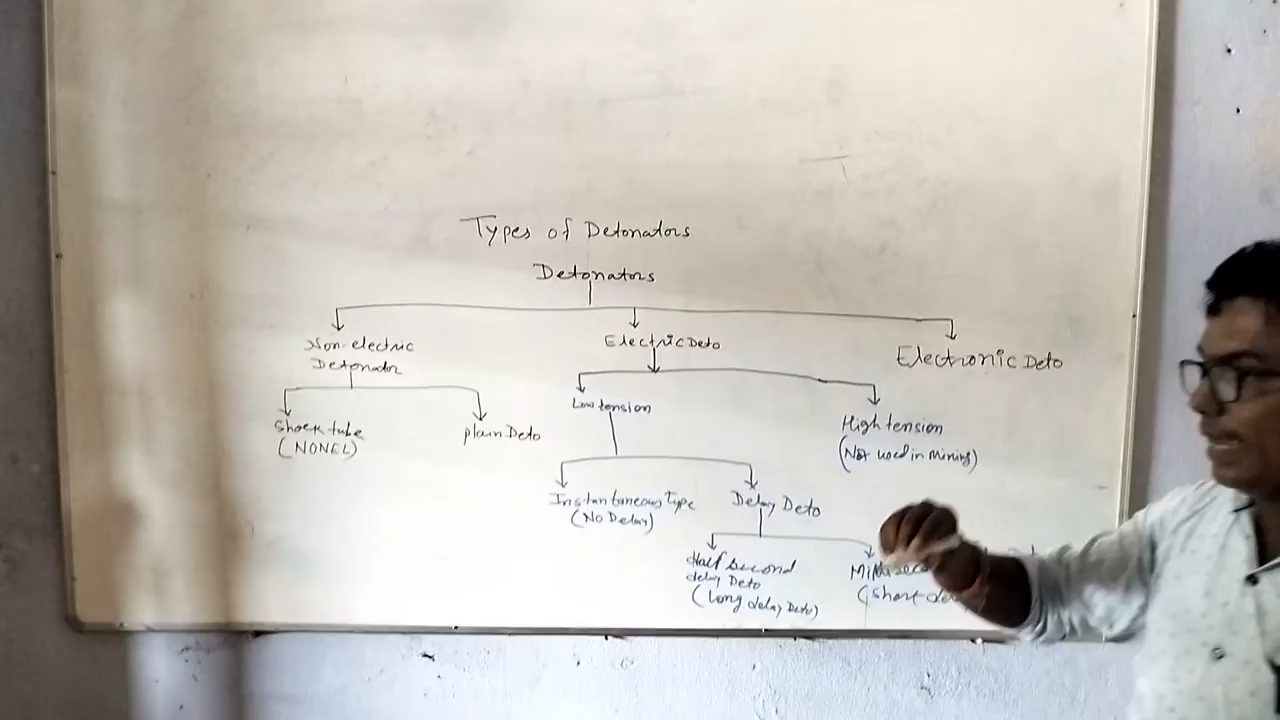 Types of Detonators
Detonators
Non-electric
Detonator
Electric Deto
Electronic Deto
Shock tube
(NONEL)
plain Deto
Low tension
High tension
(Not used in mining)
Instantaneous Type
(No Delay)
Delay Deto
Half second
delay Deto
(Long delay Deto)
(short